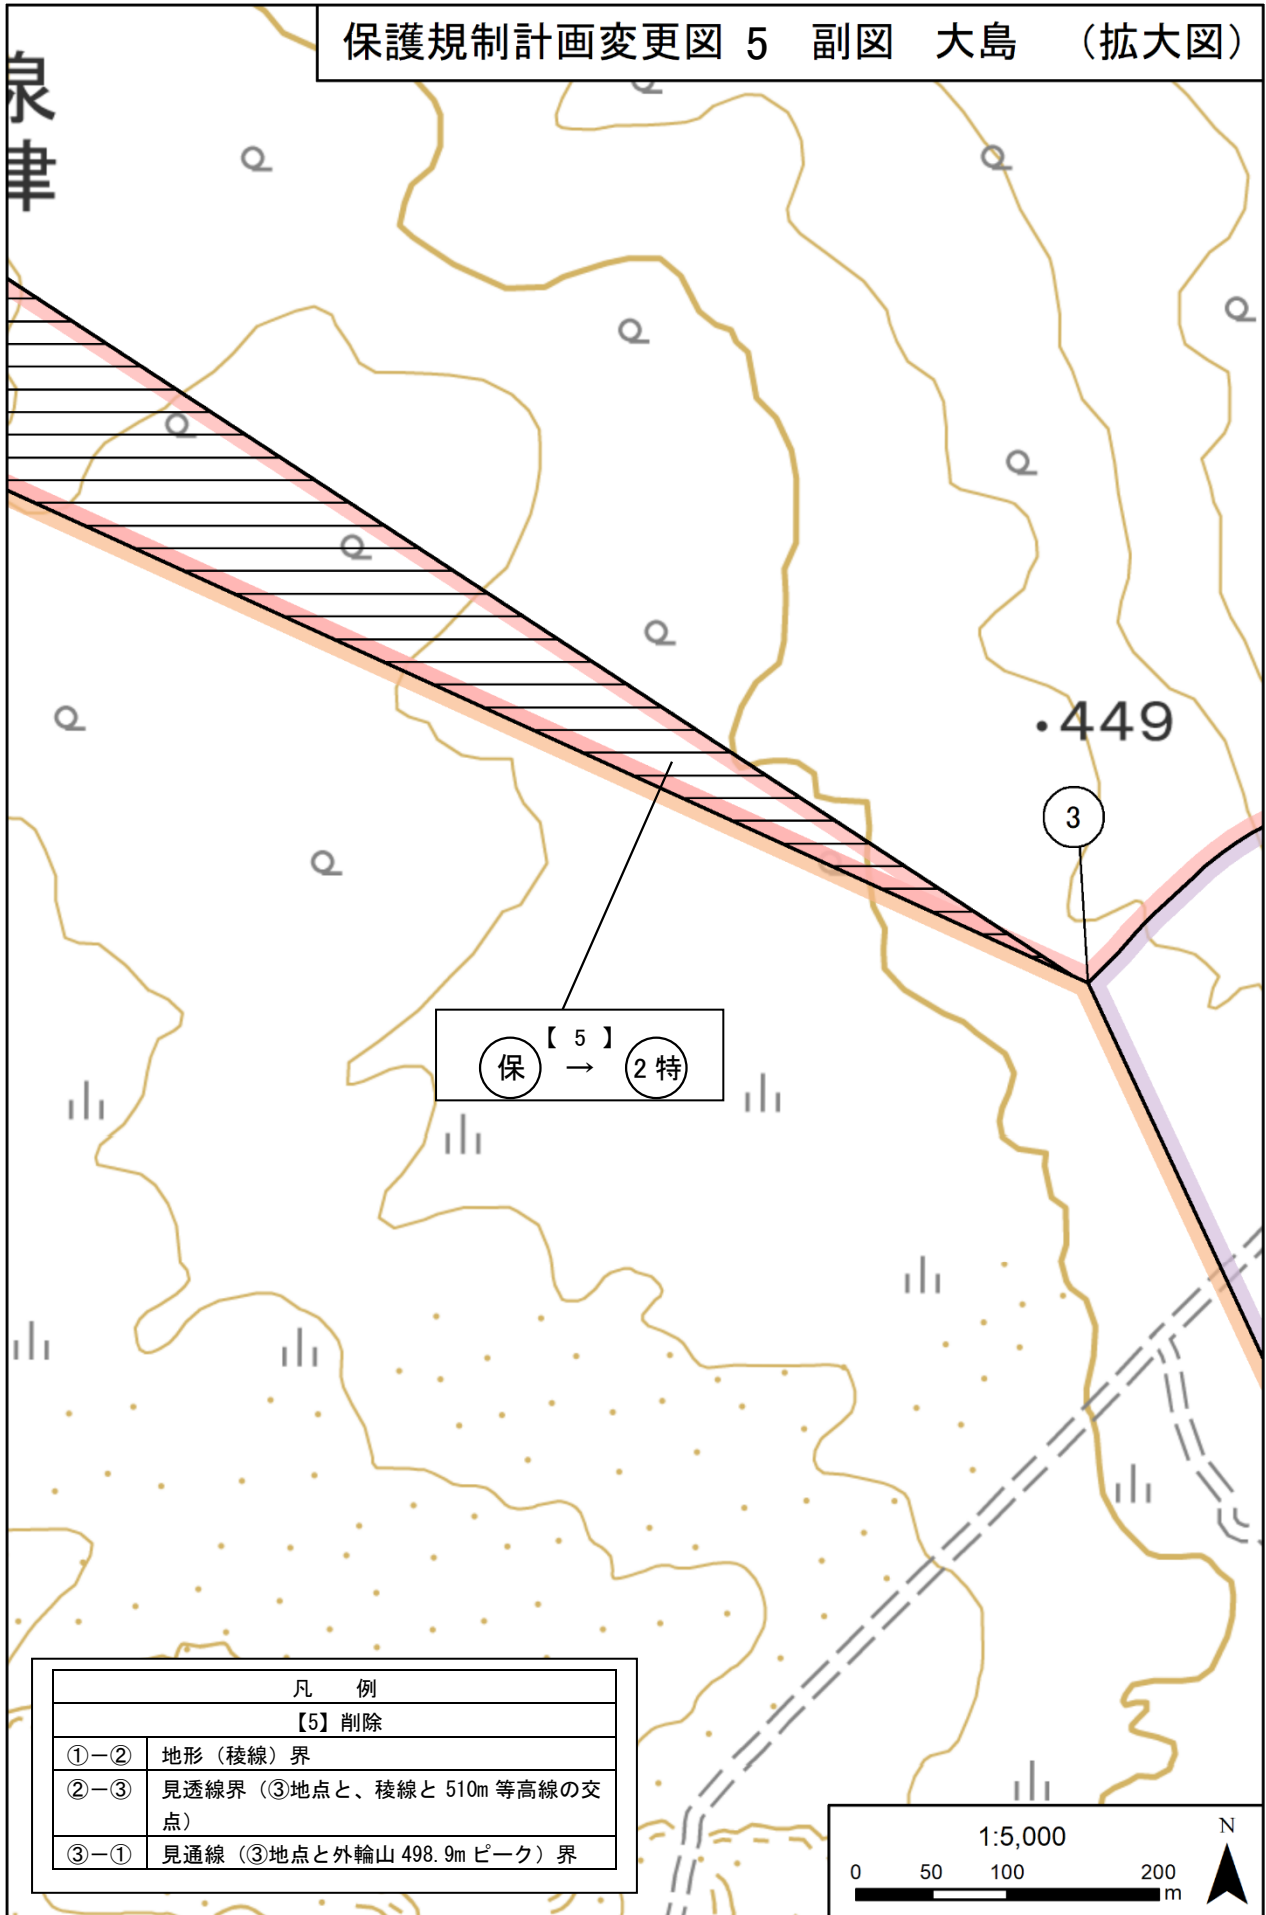 保護規制計画変更図 5　副図　大島　（拡大図）
泉
津
・449
3
【 5 】
保 → 2特
凡　例
【5】削除
①－② 地形（稜線）界
②－③ 見透線界（③地点と、稜線と 510m 等高線の交
点）
③－① 見通線（③地点と外輪山 498.9m ピーク）界
1:5,000
N
0 50 100 200
m